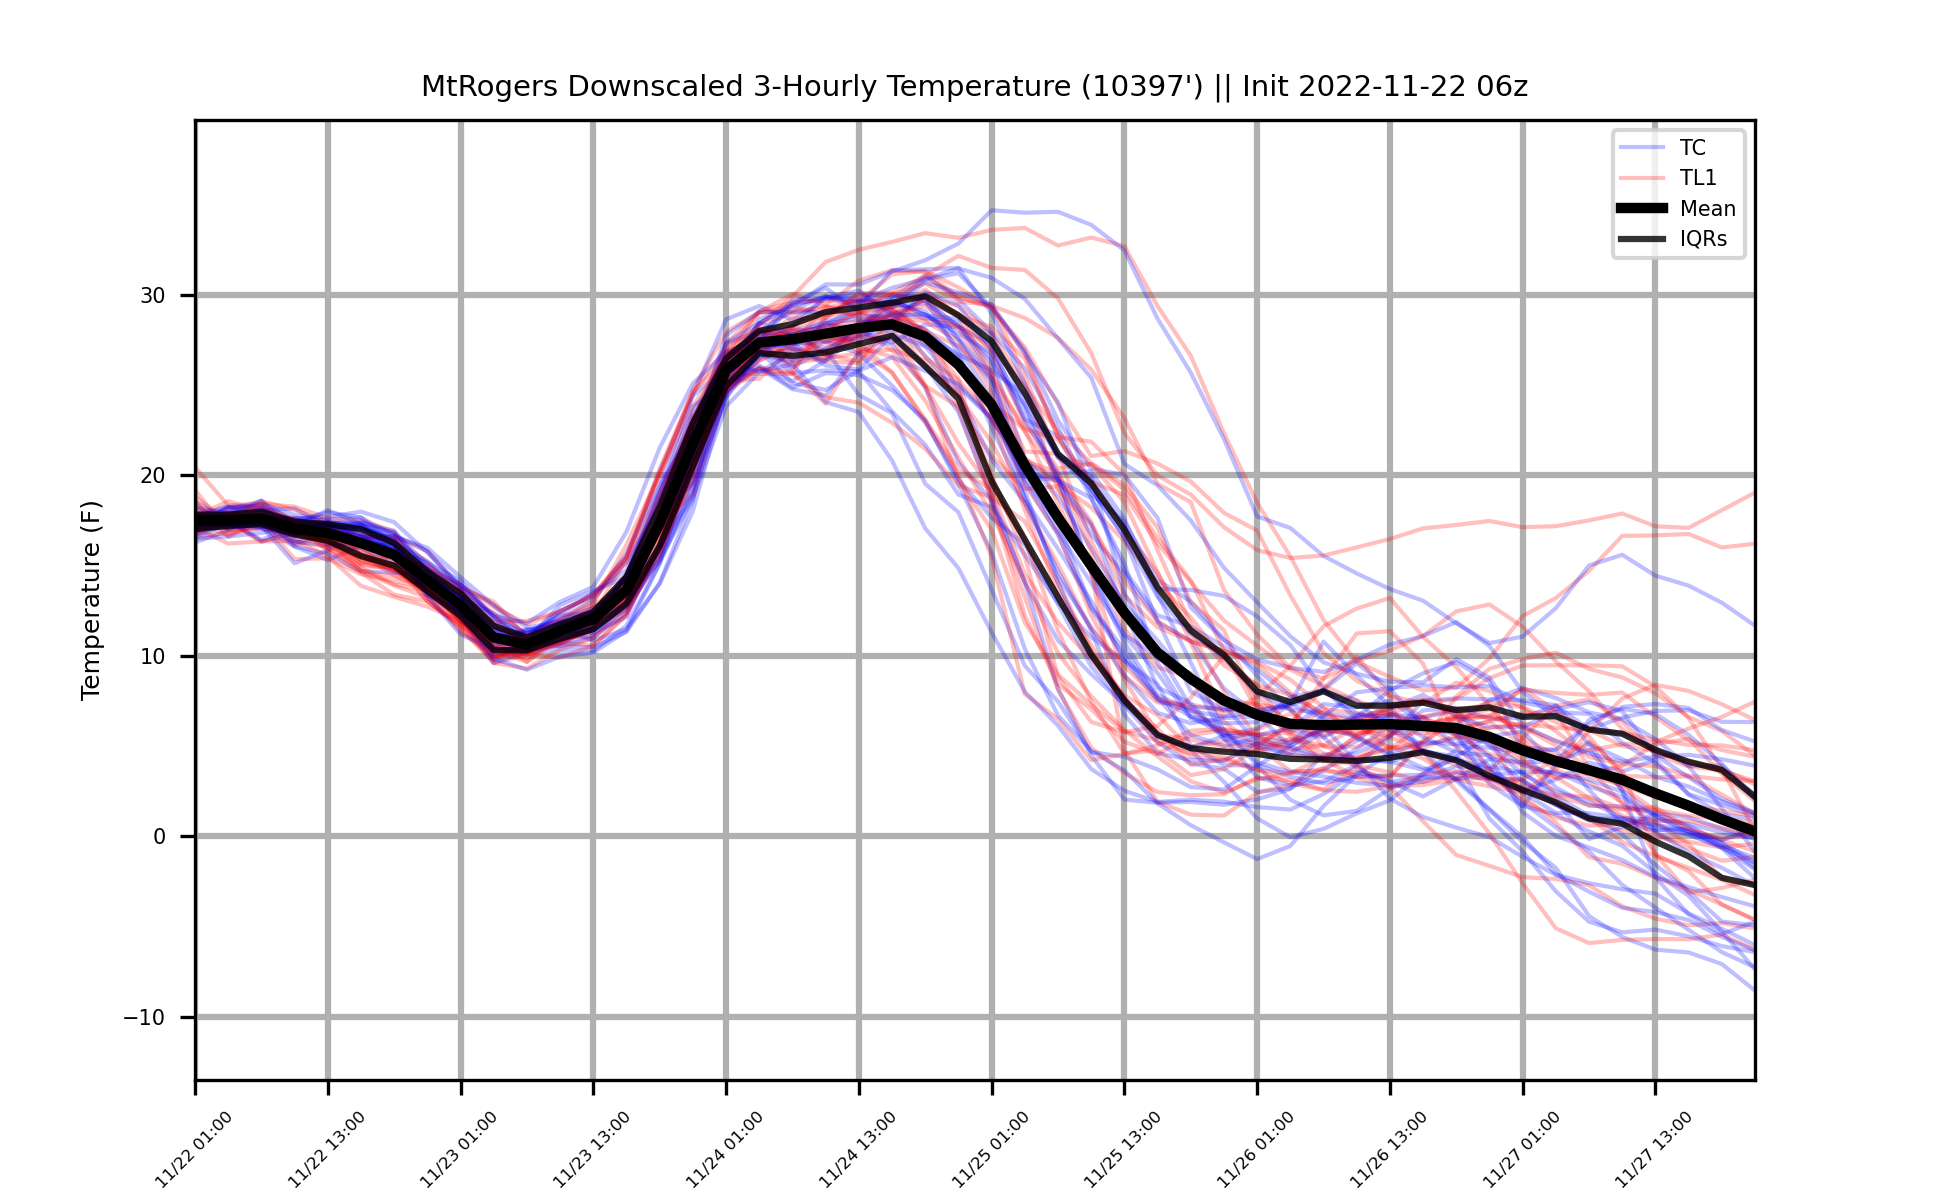 MtRogers Downscaled 3-Hourly Temperature (10397') || Init 2022-11-22 06z
TC
TL1
Mean
IQRs
Temperature (F)
30
20
10
0
−10
11/22 01:00
11/22 13:00
11/23 01:00
11/23 13:00
11/24 01:00
11/24 13:00
11/25 01:00
11/25 13:00
11/26 01:00
11/26 13:00
11/27 01:00
11/27 13:00